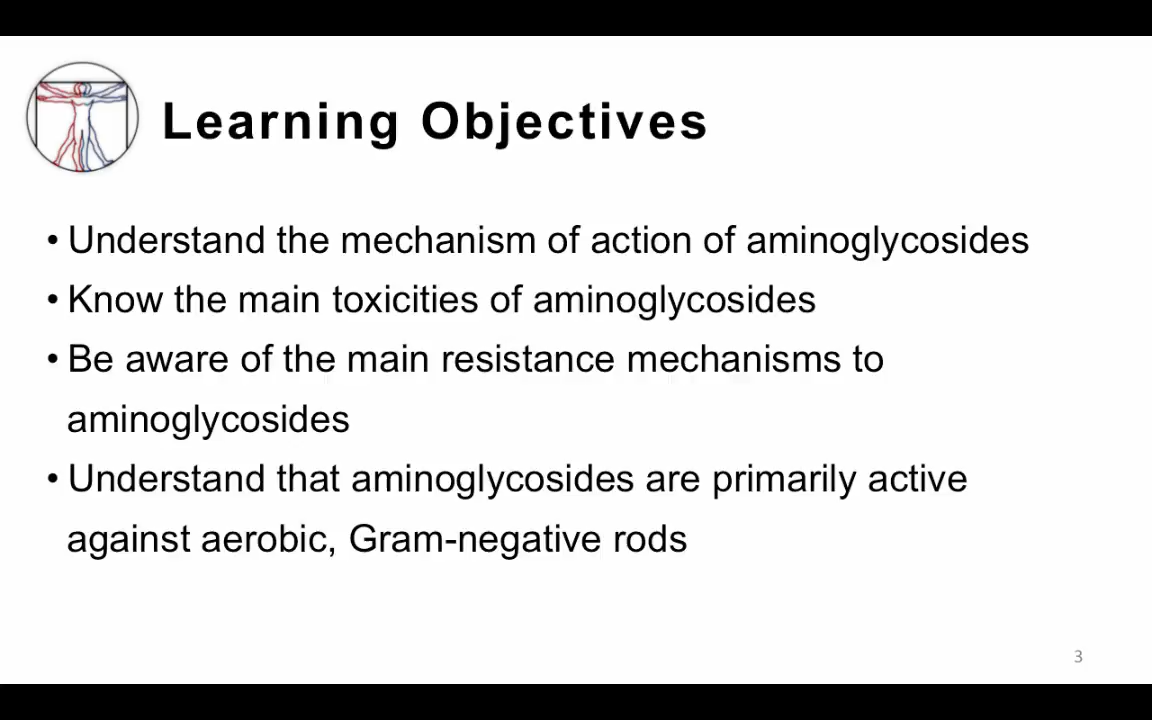 Learning Objectives
• Understand the mechanism of action of aminoglycosides
• Know the main toxicities of aminoglycosides
• Be aware of the main resistance mechanisms to
aminoglycosides
• Understand that aminoglycosides are primarily active
against aerobic, Gram-negative rods
3